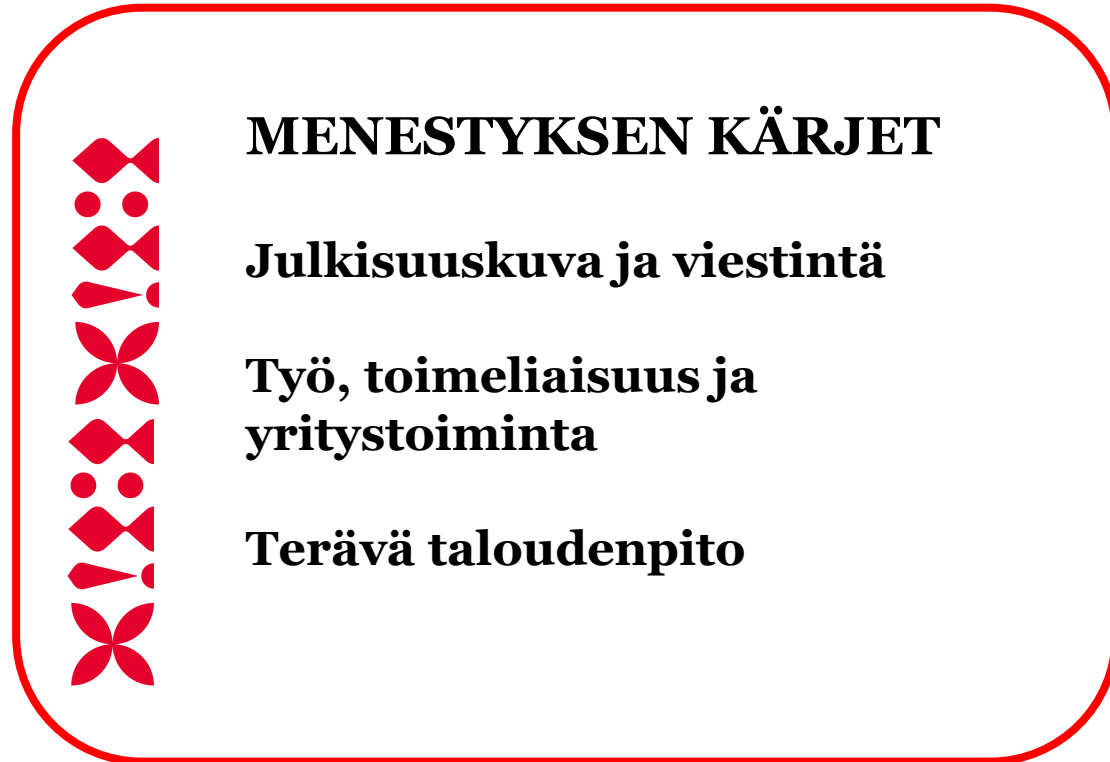 MENESTYKSEN KÄRJET
Julkisuuskuva ja viestintä
Työ, toimeliaisuus ja
yritystoiminta
Terävä taloudenpito